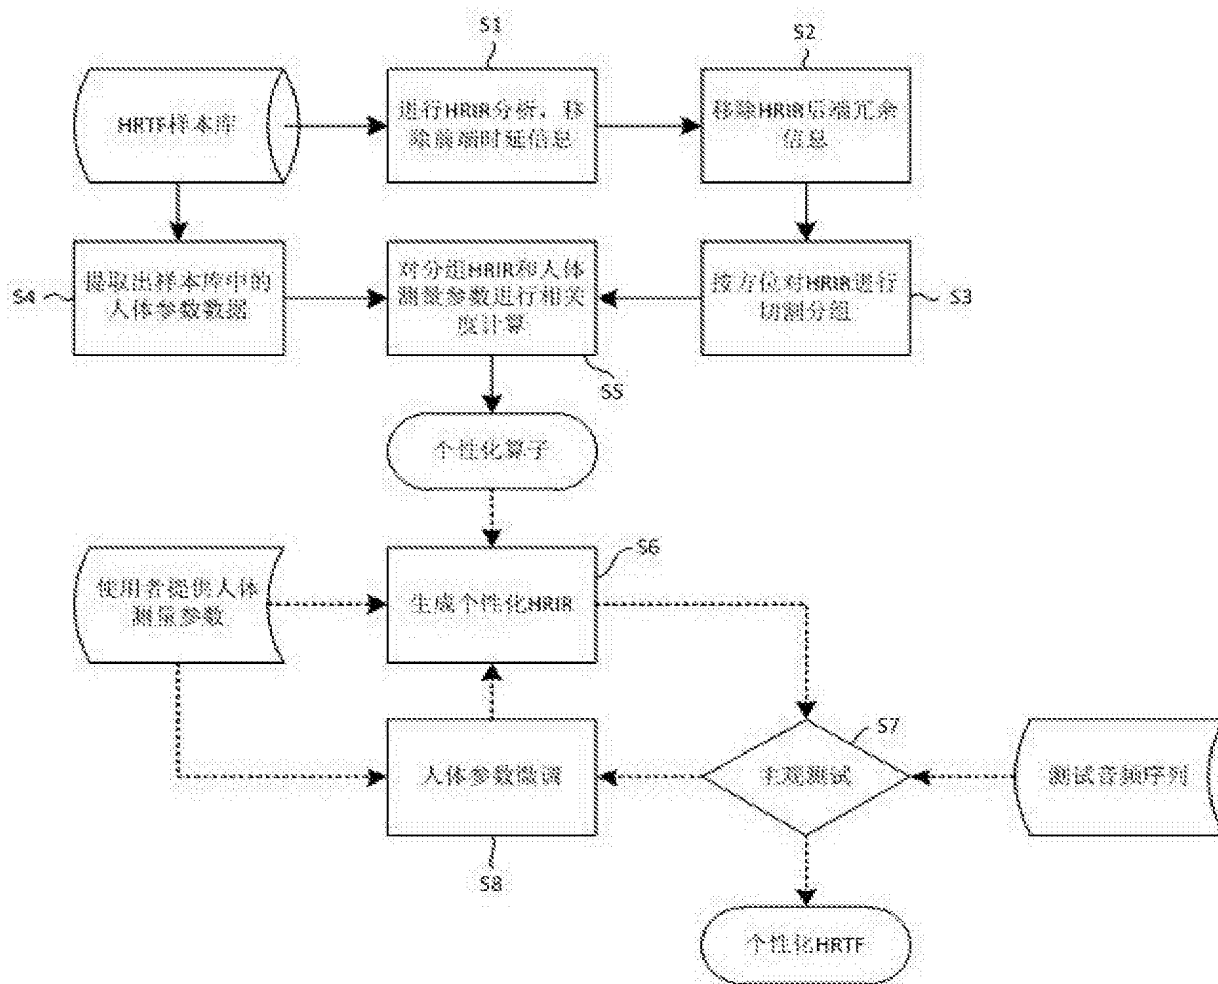 S1
S2
HRTF样本库
进行HRIR分析，移
除前端时延信息
移除HRIR后端冗余
信息
S4
提取出样本库中的
人体参数数据
对分组HRIR和人体
测量参数进行相关
度计算
按方位对HRIR进行
切割分组
S3
S5
个性化算子
S6
使用者提供人体
测量参数
生成个性化HRIR
S7
人体参数微调
主观测试
测试音频序列
S8
个性化HRTF